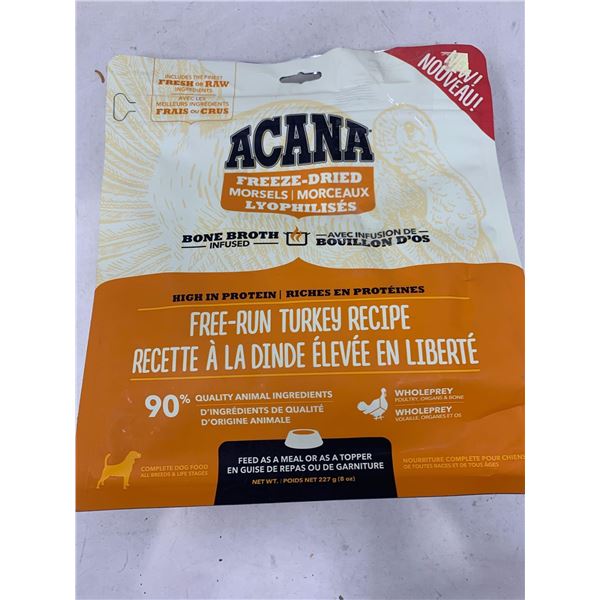 INCLUDES THE FINEST
FRESH OR RAW
INGREDIENTS
AVEC LES
MEILLEURS INGRÉDIENTS
FRAIS OU CRUS
NOUVEAU!
ACANA
FREEZE-DRIED
MORSELS | MORCEAUX
LYOPHILISÉS
BONE BROTH
INFUSED
AVEC INFUSION DE
BOUILLON D'OS
HIGH IN PROTEIN | RICHES EN PROTÉINES
FREE-RUN TURKEY RECIPE
RECETTE À LA DINDE ÉLEVÉE EN LIBERTÉ
90% QUALITY ANIMAL INGREDIENTS
D'INGRÉDIENTS DE QUALITÉ
D'ORIGINE ANIMALE
WHOLEPREY
POULTRY, ORGANS & BONE
WHOLEPREY
VOLAILLE, ORGANES ET OS
COMPLETE DOG FOOD
ALL BREEDS & LIFE STAGES
FEED AS A MEAL OR AS A TOPPER
EN GUISE DE REPAS OU DE GARNITURE
NET WT. | POIDS NET 227 g (8 oz)
NOURRITURE COMPLÈTE POUR CHIENS
DE TOUTES RACES ET DE TOUS ÂGES